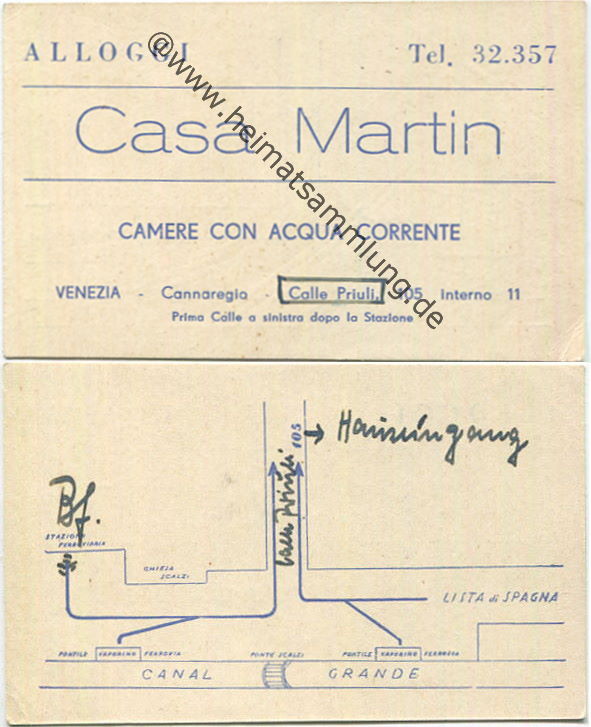 ALLOGGI Tel. 32.357
Casa Martin
CAMERE CON ACQUA CORRENTE
VENEZIA - Cannaregio - Calle Priuli, 105 Interno 11
Prima Calle a sinistra dopo la Stazione
@www.heimatsammlung.de
105 → Hauseingang
Bf.
Calle Priuli
STAZIONE
FERROVIARIA
CHIESA
SCALZI
LISTA di SPAGNA
PONTILE VAPORINO FERROVIA PONTE SCALZI PONTILE VAPORINO FERROVIA
CANAL GRANDE